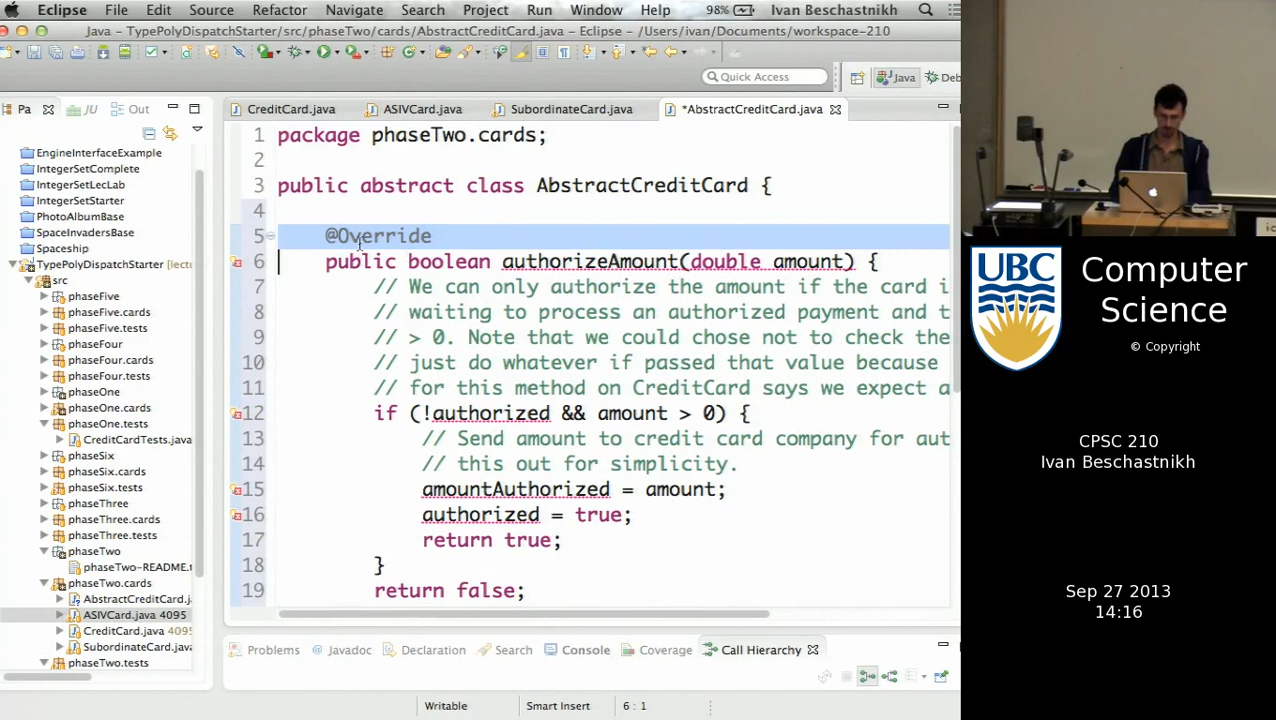 Eclipse File Edit Source Refactor Navigate Search Project Run Window Help 98% Ivan Beschastnikh
Java - TypePolyDispatchStarter/src/phaseTwo/cards/AbstractCreditCard.java - Eclipse - /Users/ivan/Documents/workspace-210
Quick Access Java Deb
Pa JU Out CreditCard.java ASIVCard.java SubordinateCard.java *AbstractCreditCard.java
EngineInterfaceExample
IntegerSetComplete
IntegerSetLecLab
IntegerSetStarter
PhotoAlbumBase
SpaceInvadersBase
Spaceship
TypePolyDispatchStarter [lect
src
phaseFive
phaseFive.cards
phaseFive.tests
phaseFour
phaseFour.cards
phaseFour.tests
phaseOne
phaseOne.cards
phaseOne.tests
CreditCardTests.java
phaseSix
phaseSix.cards
phaseSix.tests
phaseThree
phaseThree.cards
phaseThree.tests
phaseTwo
phaseTwo-README.t
phaseTwo.cards
AbstractCreditCard.j
ASIVCard.java 4095
CreditCard.java 4095
SubordinateCard.java
phaseTwo.tests
1 package phaseTwo.cards;
2
3 public abstract class AbstractCreditCard {
4
5 @Override
6 public boolean authorizeAmount(double amount) {
7 // We can only authorize the amount if the card i
8 // waiting to process an authorized payment and t
9 // > 0. Note that we could chose not to check the
10 // just do whatever if passed that value because
11 // for this method on CreditCard says we expect a
12 if (!authorized && amount > 0) {
13 // Send amount to credit card company for aut
14 // this out for simplicity.
15 amountAuthorized = amount;
16 authorized = true;
17 return true;
18 }
19 return false;
Problems Javadoc Declaration Search Console Coverage Call Hierarchy
Writable Smart Insert 6 : 1
UBC
Computer
Science
© Copyright
CPSC 210
Ivan Beschastnikh
Sep 27 2013
14:16